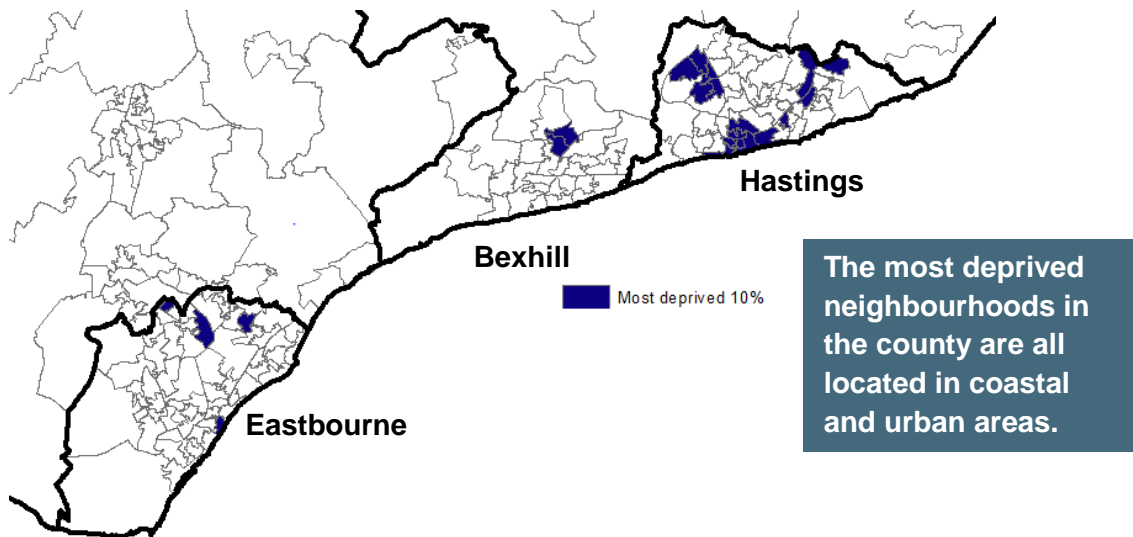 Hastings
Bexhill
Most deprived 10%
Eastbourne
The most deprived
neighbourhoods in
the county are all
located in coastal
and urban areas.